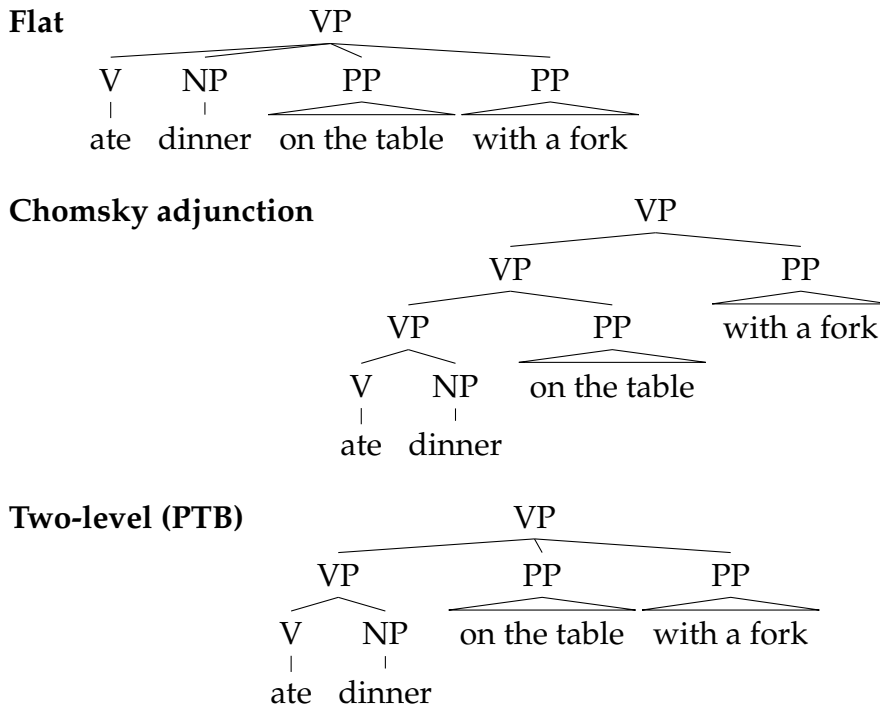 Flat VP
V NP PP PP
ate dinner on the table with a fork
Chomsky adjunction VP
VP PP
VP PP with a fork
V NP on the table
ate dinner
Two-level (PTB) VP
VP PP PP
V NP on the table with a fork
ate dinner